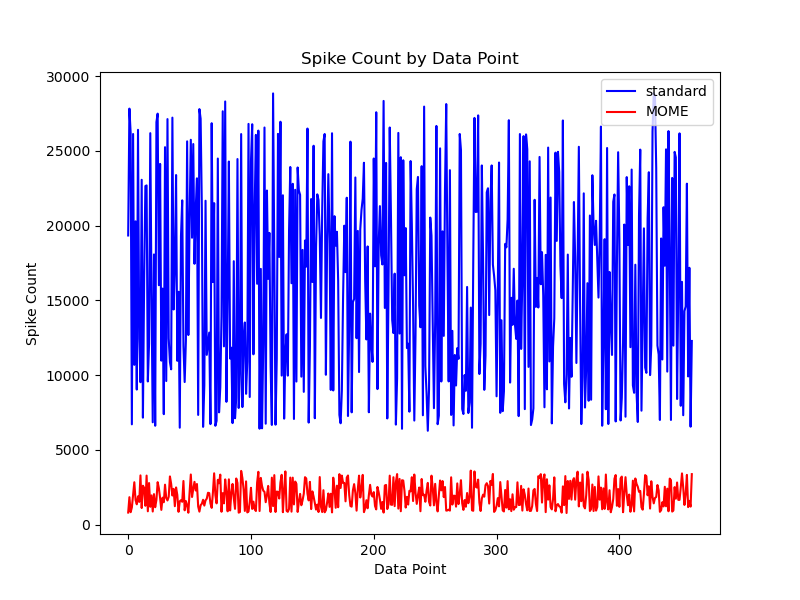 Spike Count by Data Point
standard
MOME
30000
25000
20000
15000
10000
5000
0
Spike Count
0 100 200 300 400
Data Point